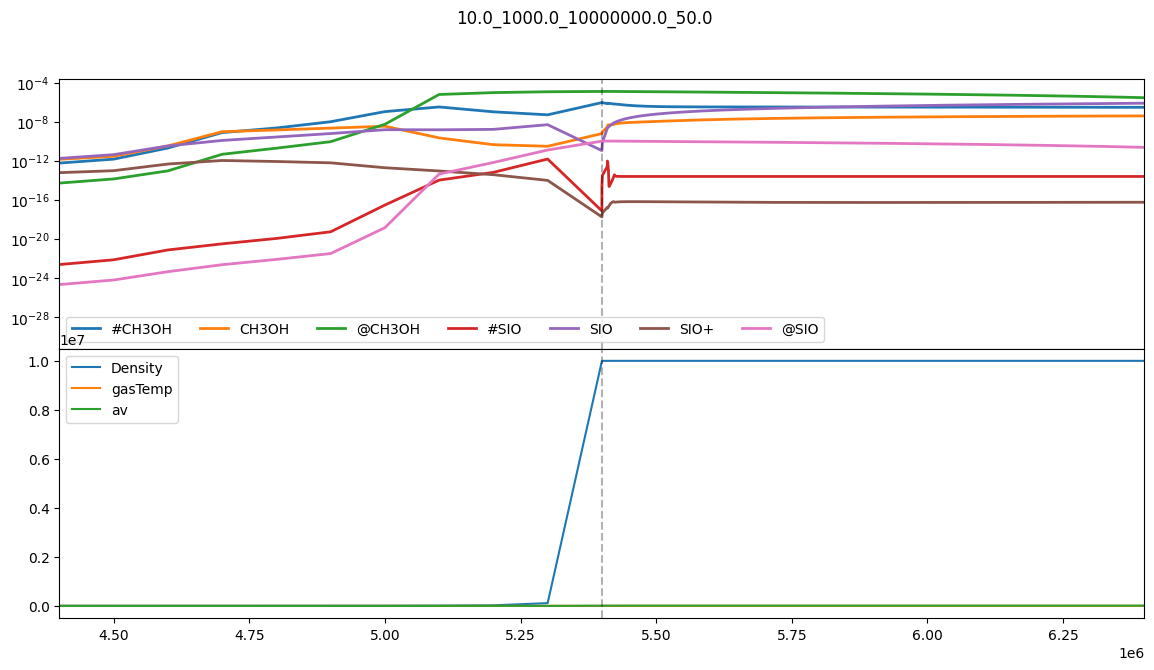 10.0_1000.0_10000000.0_50.0
10⁻⁴
10⁻⁸
10⁻¹²
10⁻¹⁶
10⁻²⁰
10⁻²⁴
10⁻²⁸
#CH3OH CH3OH @CH3OH #SIO SIO SIO+ @SIO
1e7
1.0
0.8
0.6
0.4
0.2
0.0
Density
gasTemp
av
4.50 4.75 5.00 5.25 5.50 5.75 6.00 6.25
1e6